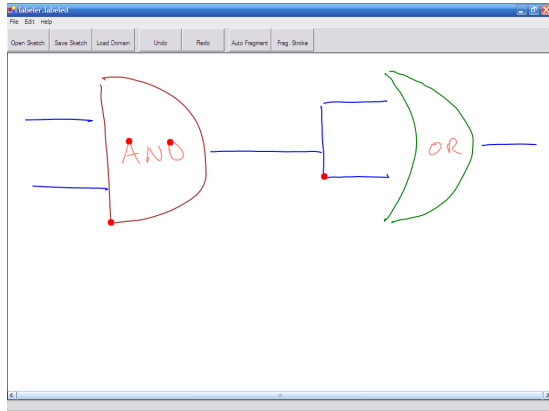 labeler.labeled
File Edit Help
Open Sketch Save Sketch Load Domain Undo Redo Auto Fragment Frag. Stroke
AND OR